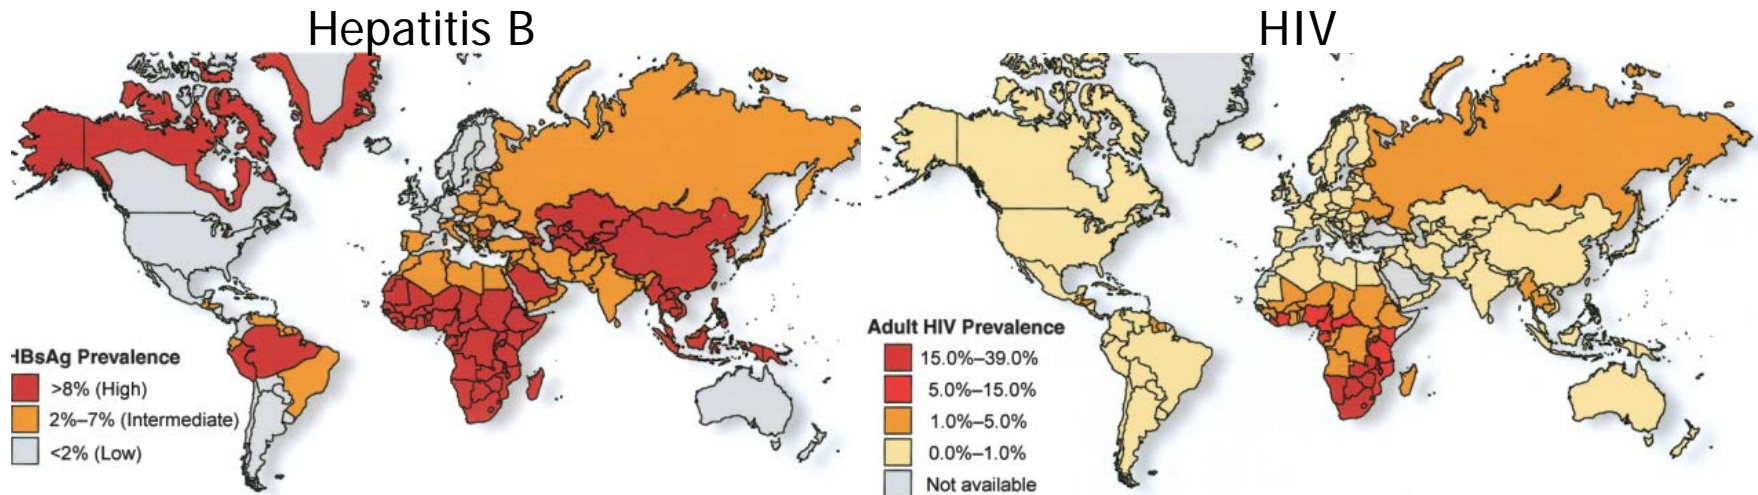 Hepatitis B
HIV
HBsAg Prevalence
>8% (High)
2%–7% (Intermediate)
<2% (Low)
Adult HIV Prevalence
15.0%–39.0%
5.0%–15.0%
1.0%–5.0%
0.0%–1.0%
Not available